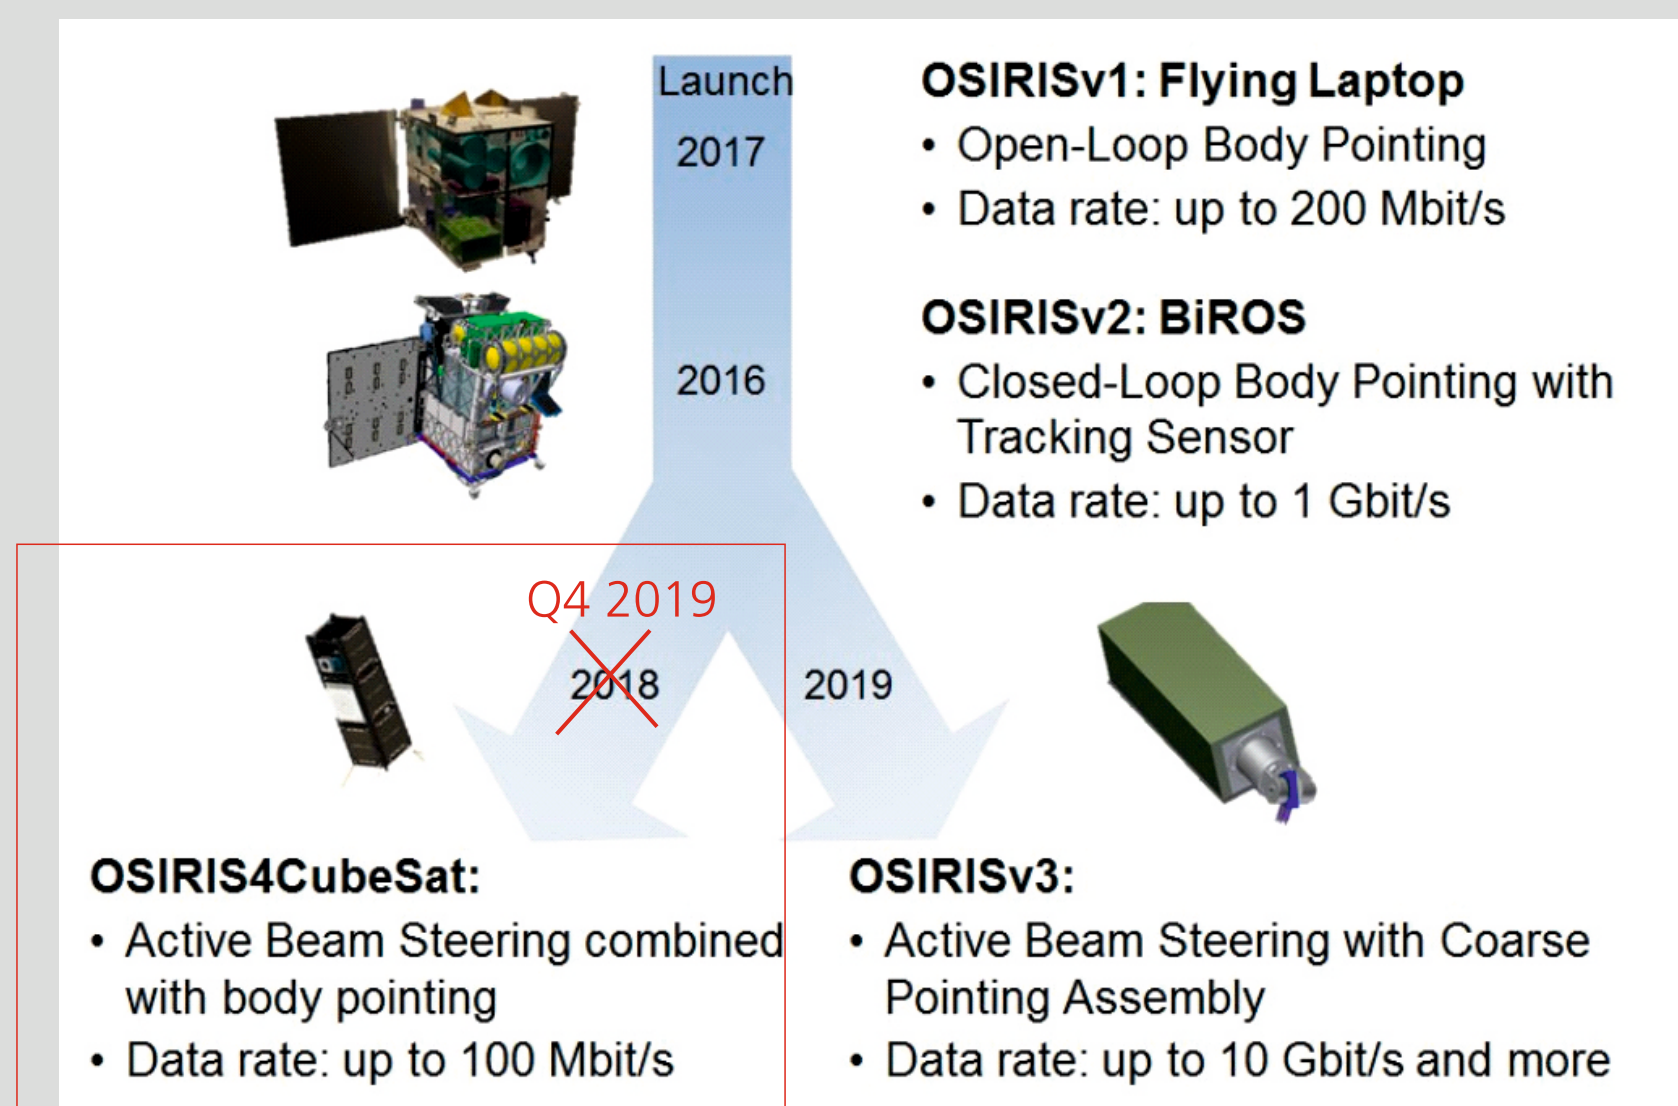 Launch
2017
OSIRISv1: Flying Laptop
• Open-Loop Body Pointing
• Data rate: up to 200 Mbit/s
2016
OSIRISv2: BiROS
• Closed-Loop Body Pointing with
Tracking Sensor
• Data rate: up to 1 Gbit/s
Q4 2019
2018
2019
OSIRIS4CubeSat:
• Active Beam Steering combined
with body pointing
• Data rate: up to 100 Mbit/s
OSIRISv3:
• Active Beam Steering with Coarse
Pointing Assembly
• Data rate: up to 10 Gbit/s and more